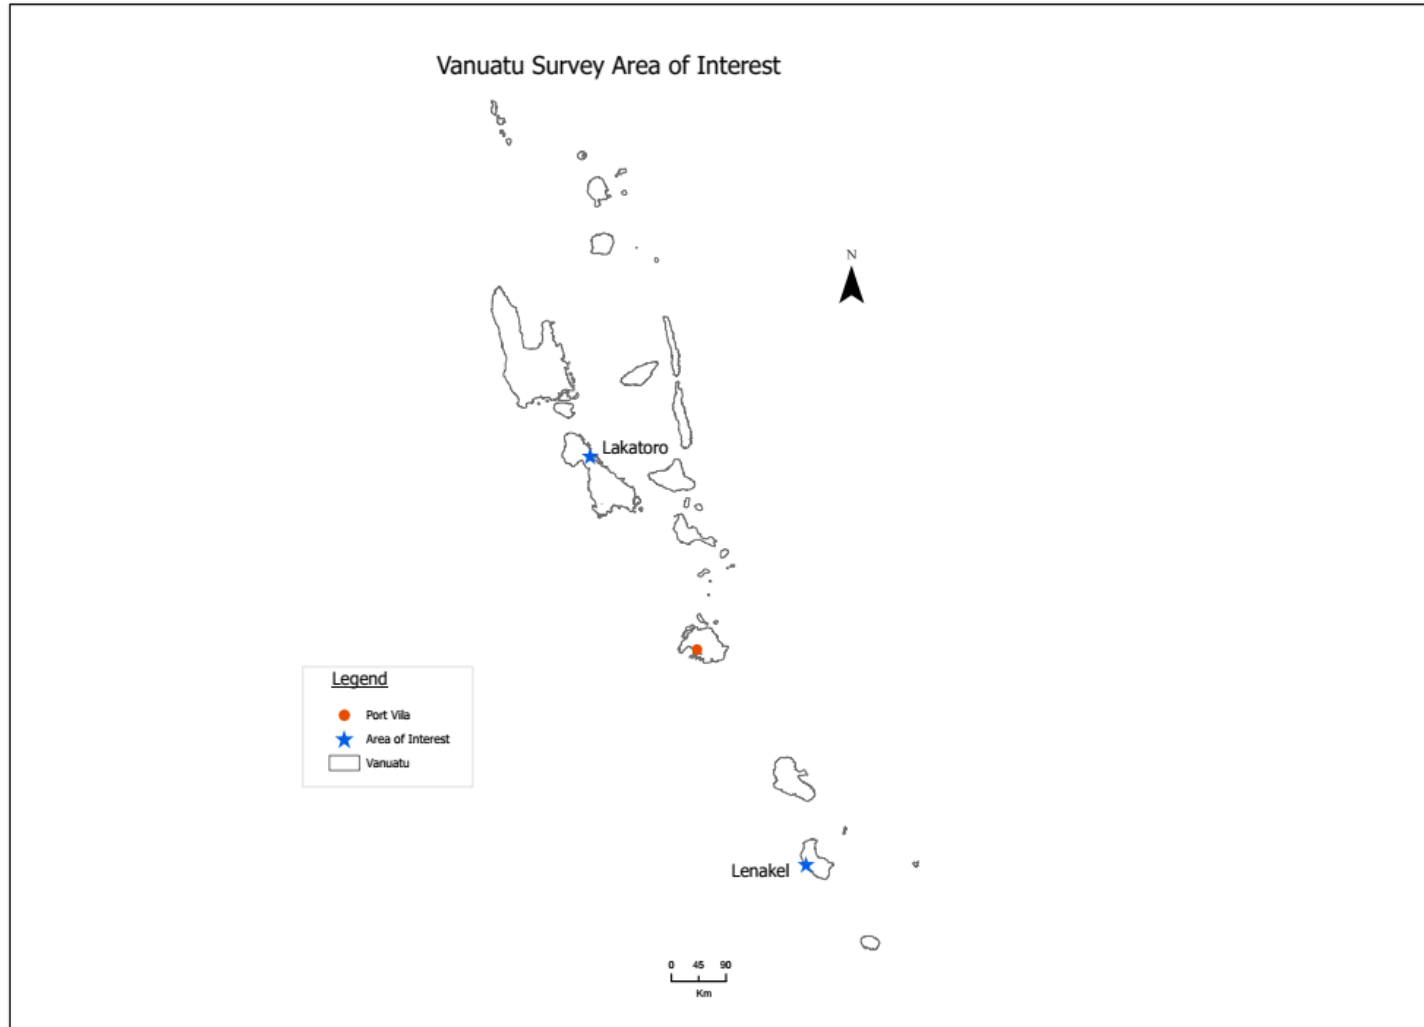 Vanuatu Survey Area of Interest
N
Lakatoro
Legend
Port Vila
Area of Interest
Vanuatu
Lenakel
0 45 90
Km